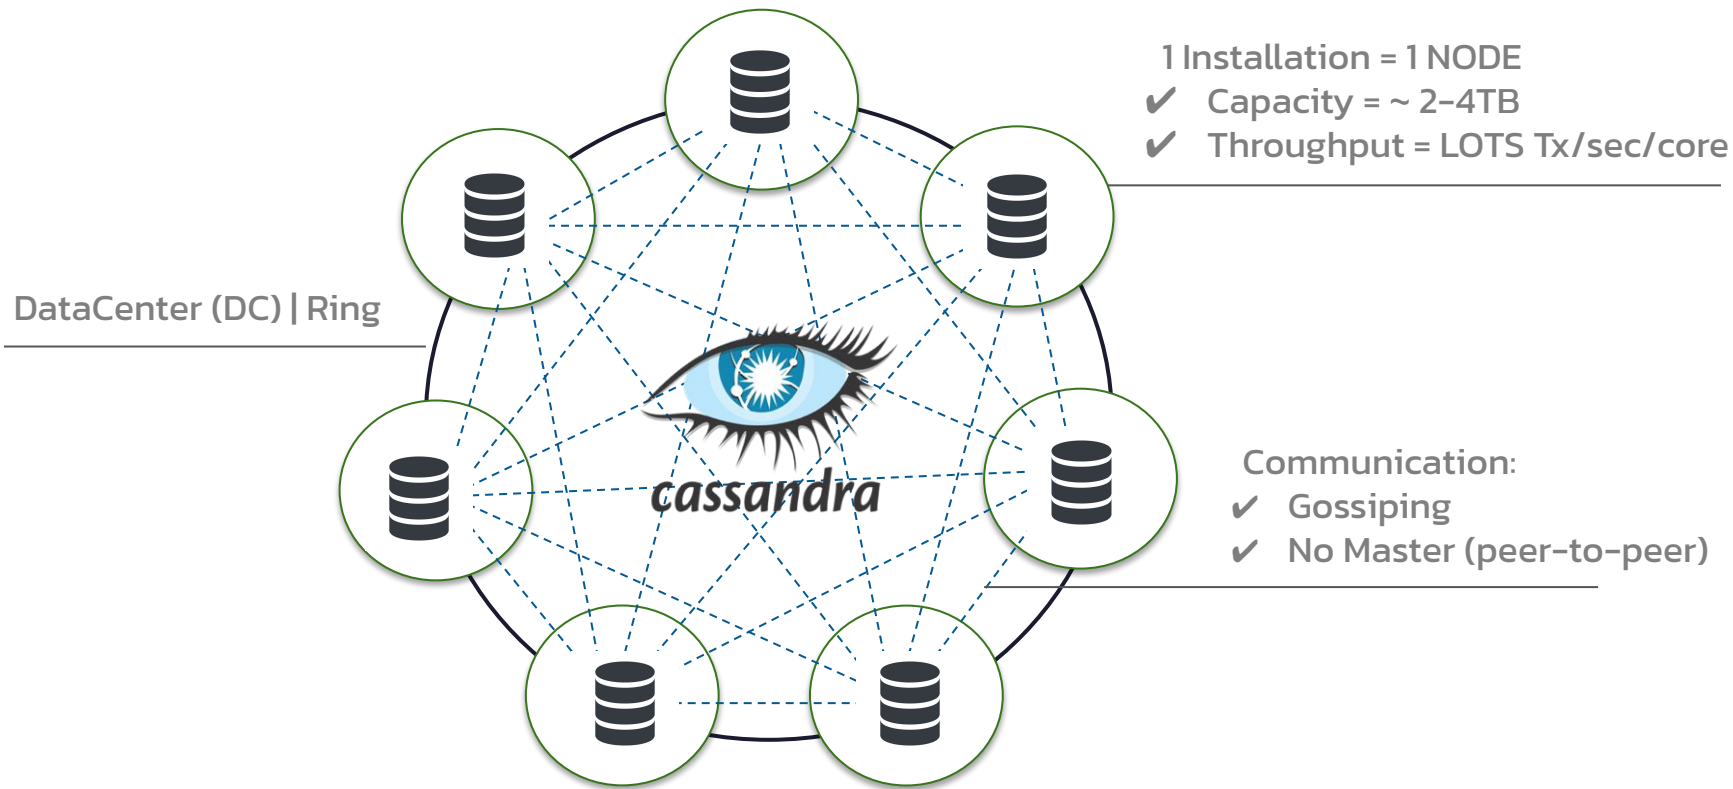 1 Installation = 1 NODE
✔ Capacity = ~ 2-4TB
✔ Throughput = LOTS Tx/sec/core
DataCenter (DC) | Ring
cassandra
Communication:
✔ Gossiping
✔ No Master (peer-to-peer)